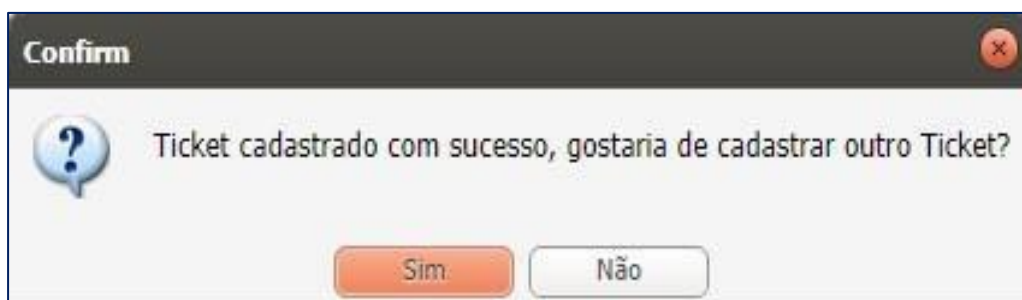 Confirm
Ticket cadastrado com sucesso, gostaria de cadastrar outro Ticket?
Sim Não